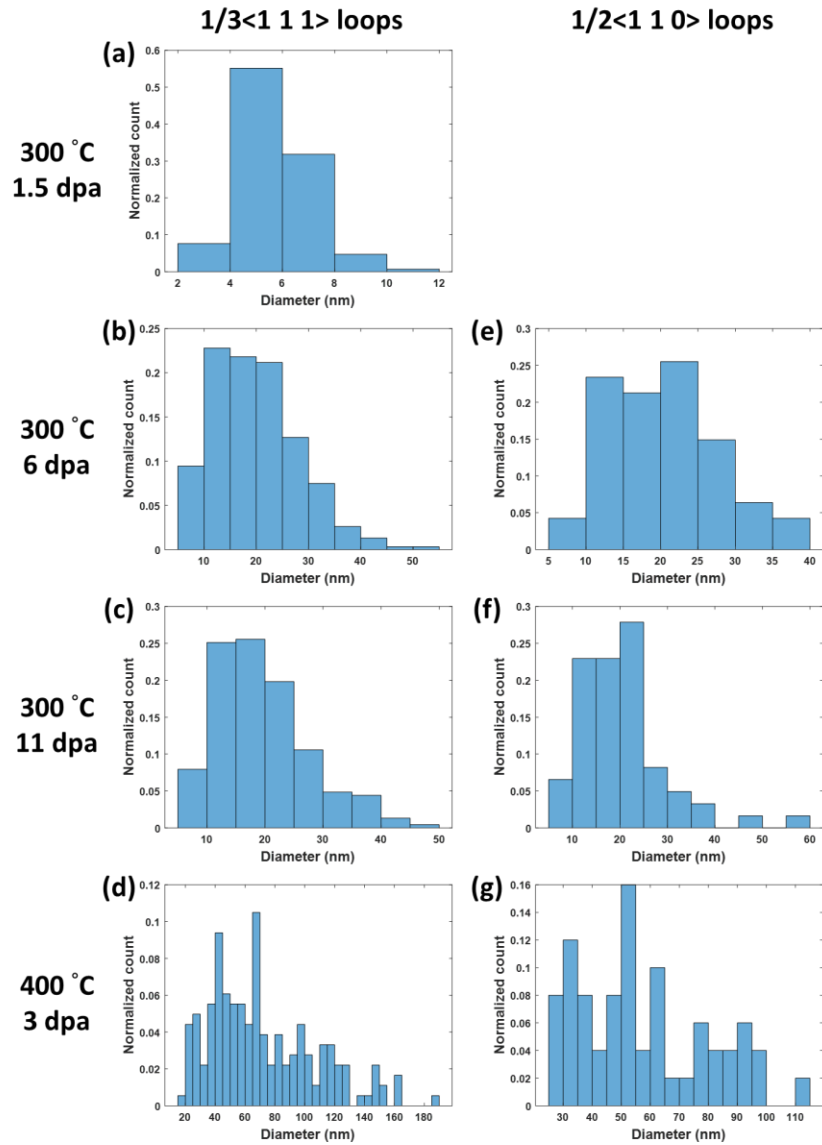 1/3<1 1 1> loops
1/2<1 1 0> loops
300 °C
1.5 dpa
(a)
Normalized count
0.6
0.5
0.4
0.3
0.2
0.1
0
2 4 6 8 10 12
Diameter (nm)
300 °C
6 dpa
(b)
Normalized count
0.25
0.2
0.15
0.1
0.05
0
10 20 30 40 50
Diameter (nm)
(e)
Normalized count
0.3
0.25
0.2
0.15
0.1
0.05
0
5 10 15 20 25 30 35 40
Diameter (nm)
300 °C
11 dpa
(c)
Normalized count
0.3
0.25
0.2
0.15
0.1
0.05
0
10 20 30 40 50
Diameter (nm)
(f)
Normalized count
0.3
0.25
0.2
0.15
0.1
0.05
0
10 20 30 40 50 60
Diameter (nm)
400 °C
3 dpa
(d)
Normalized count
0.12
0.1
0.08
0.06
0.04
0.02
0
20 40 60 80 100 120 140 160 180
Diameter (nm)
(g)
Normalized count
0.16
0.14
0.12
0.1
0.08
0.06
0.04
0.02
0
30 40 50 60 70 80 90 100 110
Diameter (nm)